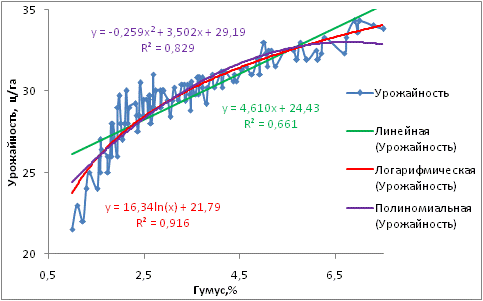 y = -0,259x² + 3,502x + 29,19
R² = 0,829
y = 4,610x + 24,43
R² = 0,661
y = 16,34ln(x) + 21,79
R² = 0,916
Урожайность, ц/га
35
30
25
20
0,5 2,5 4,5 6,5
Гумус,%
Урожайность
Линейная
(Урожайность)
Логарифмическая
(Урожайность)
Полиномиальная
(Урожайность)